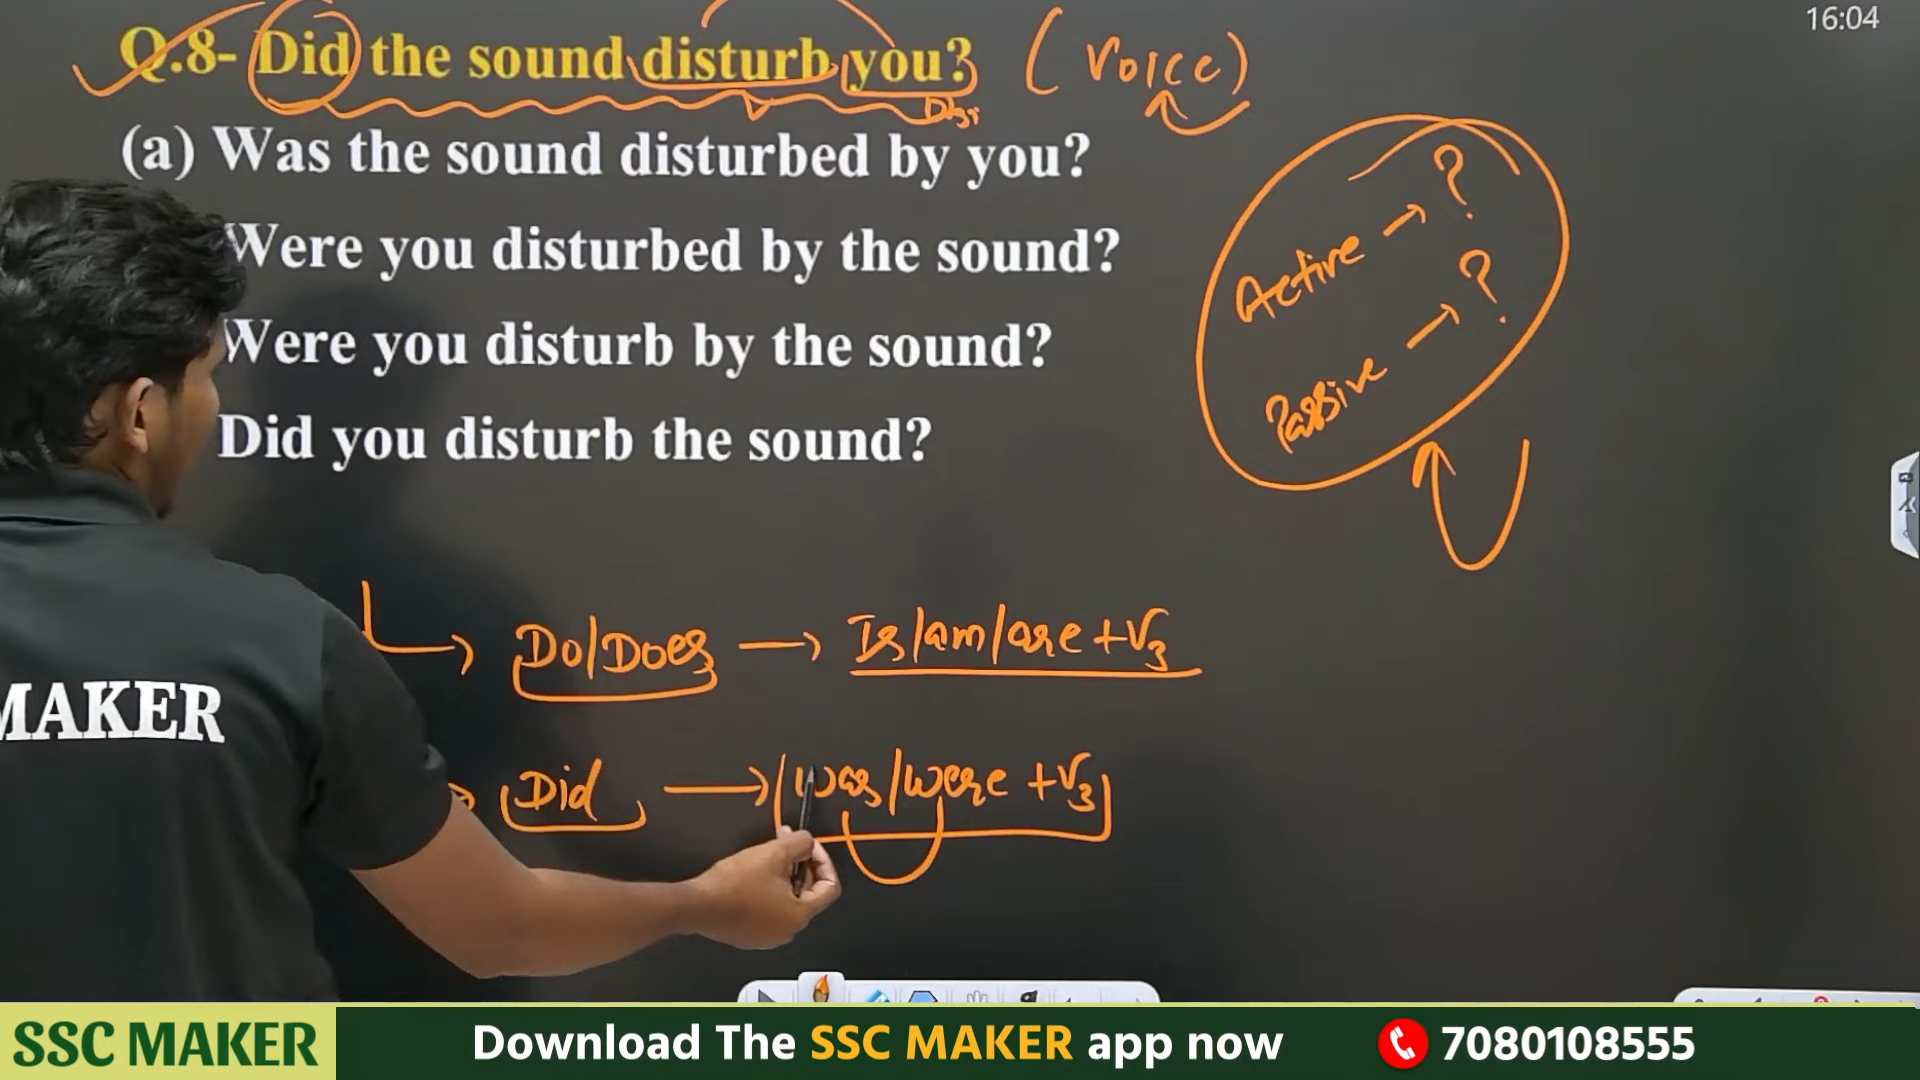 16:04
Q.8- Did the sound disturb you? (Voice)
(a) Was the sound disturbed by you?
Were you disturbed by the sound?
Were you disturb by the sound?
Did you disturb the sound?
Active → ?
Passive → ?
Do/Does → Is/am/are + V3
Did → was/were + V3
MAKER
SSC MAKER
Download The SSC MAKER app now
7080108555